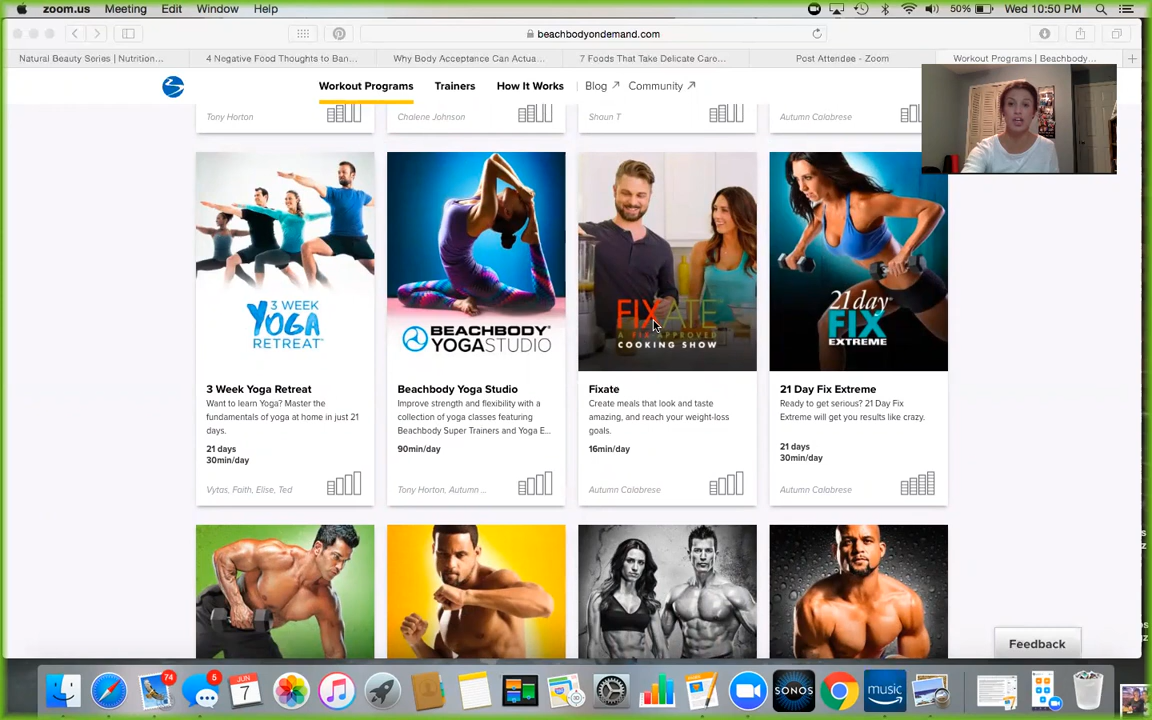 zoom.us Meeting Edit Window Help 50% Wed 10:50 PM
beachbodyondemand.com
Natural Beauty Series | Nutrition... 4 Negative Food Thoughts to Ban... Why Body Acceptance Can Actua... 7 Foods That Take Delicate Care... Post Attendee - Zoom Workout Programs | Beachbody...
Workout Programs Trainers How It Works Blog Community
Tony Horton Chalene Johnson Shaun T Autumn Calabrese
3 WEEK
YOGA
RETREAT
BEACHBODY
YOGASTUDIO
FIXATE
A FIX APPROVED
COOKING SHOW
21 day
FIX
EXTREME
3 Week Yoga Retreat
Want to learn Yoga? Master the
fundamentals of yoga at home in just 21
days.
21 days
30min/day
Vytas, Faith, Elise, Ted
Beachbody Yoga Studio
Improve strength and flexibility with a
collection of yoga classes featuring
Beachbody Super Trainers and Yoga E...
90min/day
Tony Horton, Autumn ...
Fixate
Create meals that look and taste
amazing, and reach your weight-loss
goals.
16min/day
Autumn Calabrese
21 Day Fix Extreme
Ready to get serious? 21 Day Fix
Extreme will get you results like crazy.
21 days
30min/day
Autumn Calabrese
Feedback
74
5
JUN
7
SONOS
music